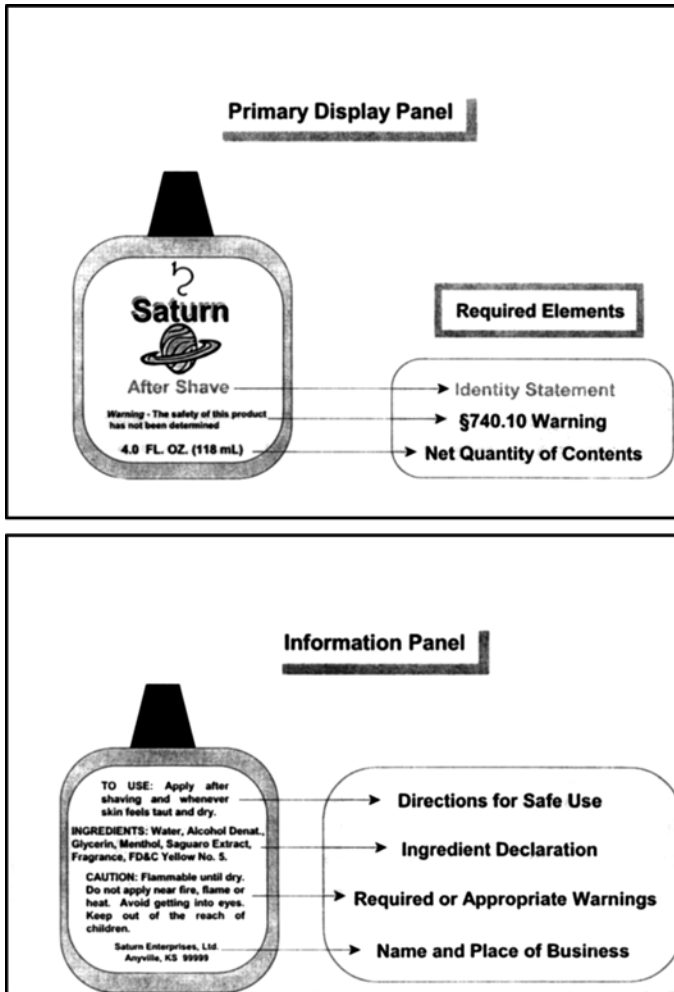 Primary Display Panel
Saturn
After Shave
Warning - The safety of this product
has not been determined
4.0 FL. OZ. (118 mL)
Required Elements
Identity Statement
§740.10 Warning
Net Quantity of Contents
Information Panel
TO USE: Apply after
shaving and whenever
skin feels taut and dry.
INGREDIENTS: Water, Alcohol Denat.,
Glycerin, Menthol, Saguaro Extract,
Fragrance, FD&C Yellow No. 5.
CAUTION: Flammable until dry.
Do not apply near fire, flame or
heat. Avoid getting into eyes.
Keep out of the reach of
children.
Saturn Enterprises, Ltd.
Anyville, KS 99999
Directions for Safe Use
Ingredient Declaration
Required or Appropriate Warnings
Name and Place of Business